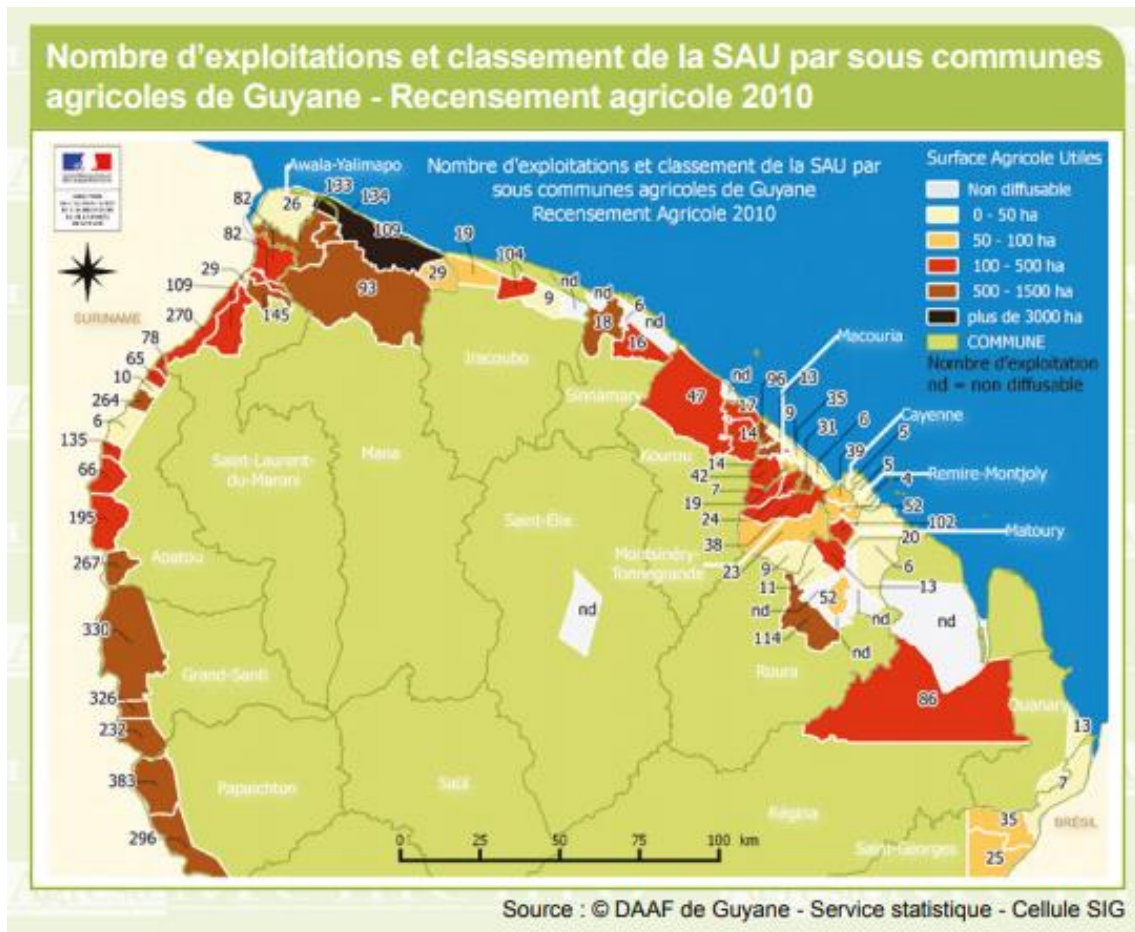 Nombre d'exploitations et classement de la SAU par sous communes
agricoles de Guyane - Recensement agricole 2010
Nombre d'exploitations et classement de la SAU par
sous communes agricoles de Guyane
Recensement Agricole 2010
Surface Agricole Utiles
Non diffusable
0 - 50 ha
50 - 100 ha
100 - 500 ha
500 - 1500 ha
plus de 3000 ha
COMMUNE
Nombre d'exploitation
nd = non diffusable
Awala-Yalimapo
133
134
82
26
109
19
82
104
29
93
29
nd
nd
109
9
6
145
270
18
nd
SURINAME
16
Macouria
78
Iracoubo
65
nd
96
13
10
47
17
9
35
264
Sinnamary
31
6
Cayenne
6
14
39
5
135
Kourou
14
5
Remire-Montjoly
66
Saint-Laurent-
du-Maroni
Mana
42
7
4
19
52
195
Saint-Élie
24
102
Matoury
20
38
267
Apatou
Montsinéry-
Tonnegrande
23
9
6
11
13
52
nd
nd
nd
nd
114
nd
330
Roura
Grand-Santi
326
86
Ouanary
232
13
383
Papaichton
Saül
7
Régina
35
BRÉSIL
296
0 25 50 75 100 km
Saint-Georges
25
Source : © DAAF de Guyane - Service statistique - Cellule SIG